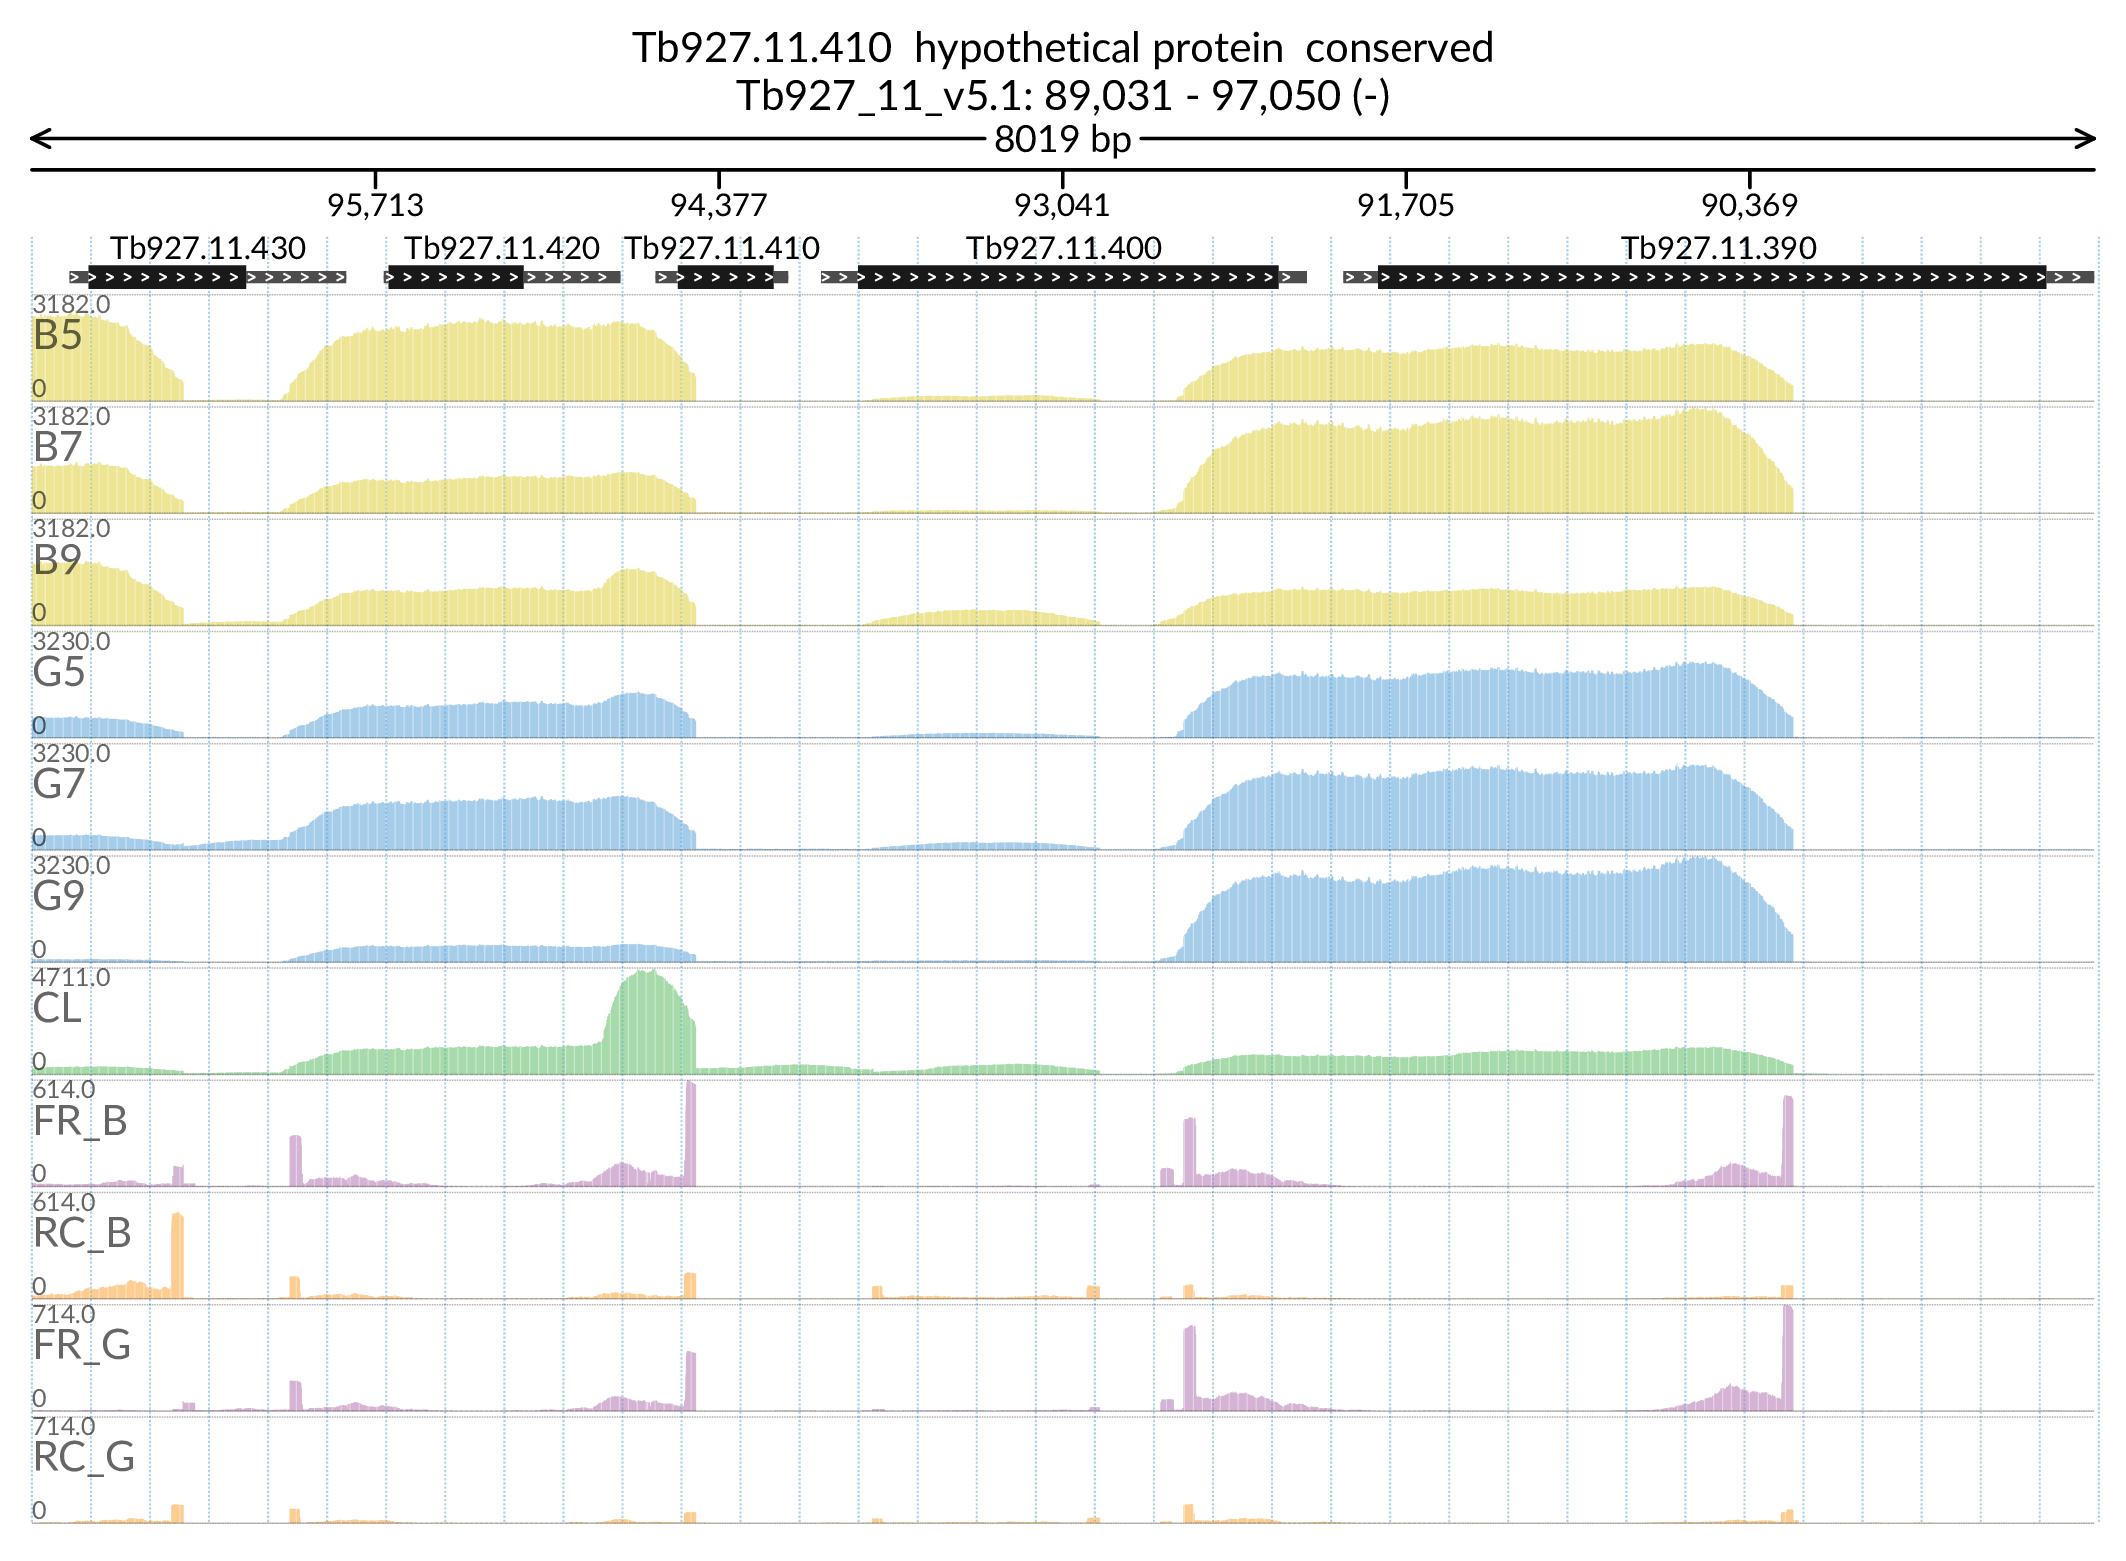 Tb927.11.410 hypothetical protein conserved
Tb927_11_v5.1: 89,031 - 97,050 (-)
8019 bp
95,713 94,377 93,041 91,705 90,369
Tb927.11.430 Tb927.11.420 Tb927.11.410 Tb927.11.400 Tb927.11.390
3182.0
B5
0
3182.0
B7
0
3182.0
B9
0
3230.0
G5
0
3230.0
G7
0
3230.0
G9
0
4711.0
CL
0
614.0
FR_B
0
614.0
RC_B
0
714.0
FR_G
0
714.0
RC_G
0